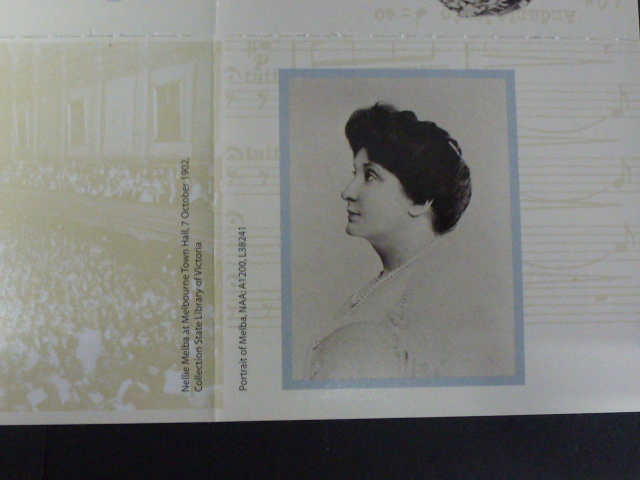 Nellie Melba at Melbourne Town Hall, 7 October 1902,
Collection State Library of Victoria
Portrait of Melba, NAA: A1200, L38241